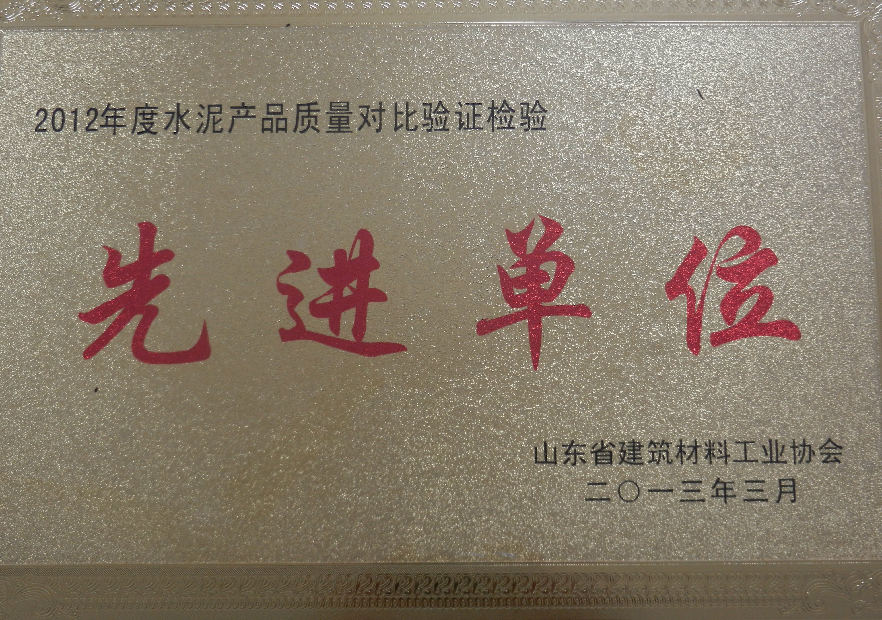 2012年度水泥产品质量对比验证检验
先进单位
山东省建筑材料工业协会
二〇一三年三月